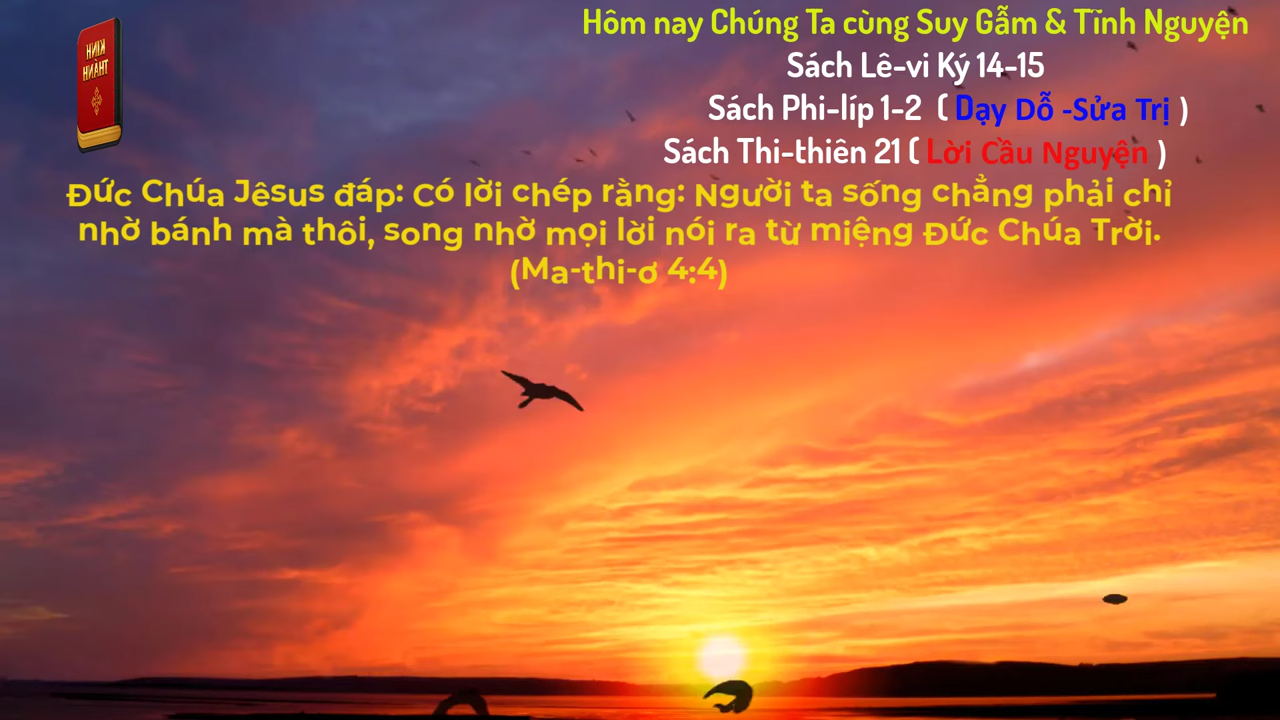 KINH
THÁNH
Hôm nay Chúng Ta cùng Suy Gẫm & Tĩnh Nguyện
Sách Lê-vi Ký 14-15
Sách Phi-líp 1-2 ( Dạy Dỗ -Sửa Trị )
Sách Thi-thiên 21 ( Lời Cầu Nguyện )
Đức Chúa Jêsus đáp: Có lời chép rằng: Người ta sống chẳng phải chỉ
nhờ bánh mà thôi, song nhờ mọi lời nói ra từ miệng Đức Chúa Trời.
(Ma-thi-ơ 4:4)